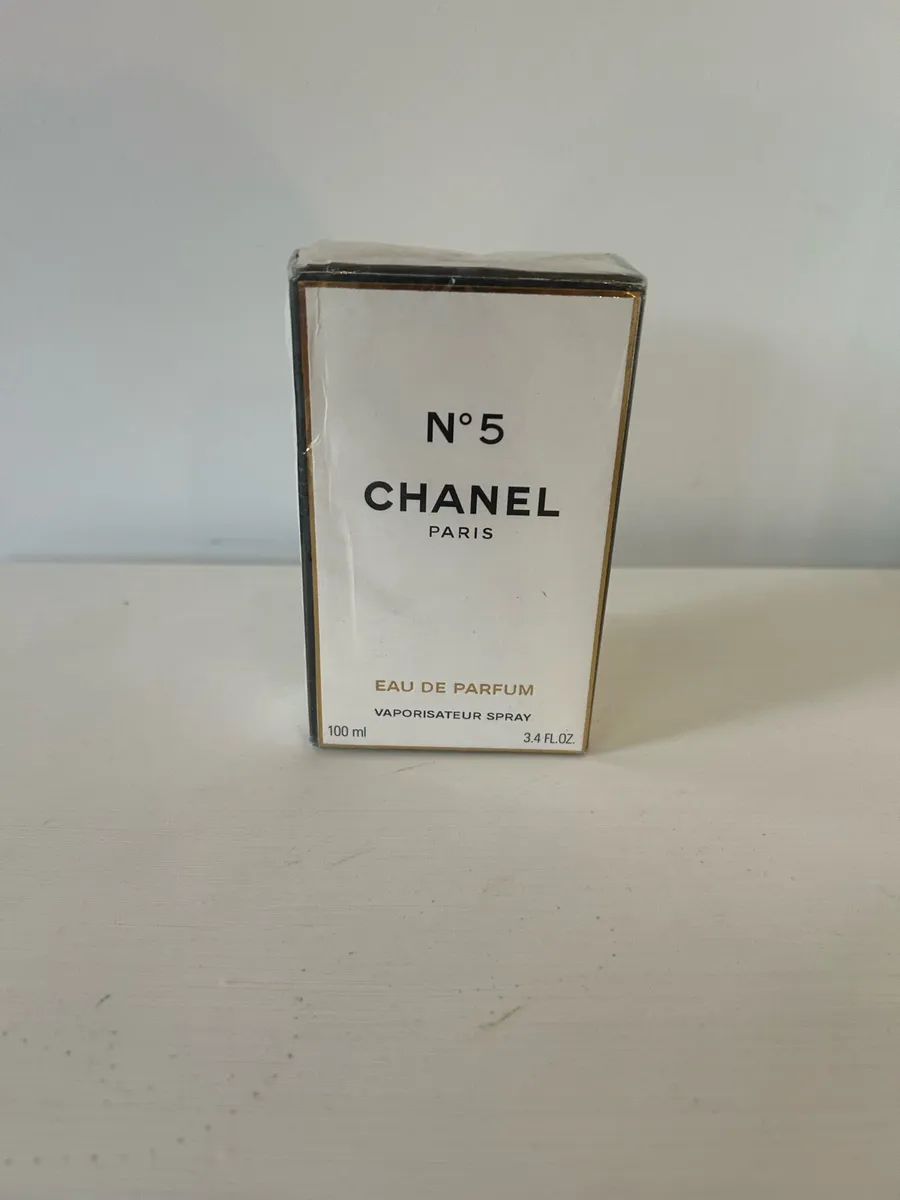 N°5
CHANEL
PARIS
EAU DE PARFUM
VAPORISATEUR SPRAY
100 ml 3.4 FL.OZ.